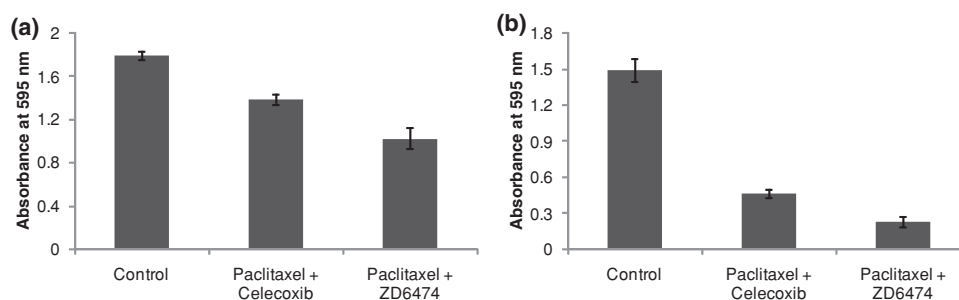 (a)
Absorbance at 595 nm
2
1.6
1.2
0.8
0.4
0
Control
Paclitaxel +
Celecoxib
Paclitaxel +
ZD6474
(b)
Absorbance at 595 nm
1.8
1.5
1.2
0.9
0.6
0.3
0
Control
Paclitaxel +
Celecoxib
Paclitaxel +
ZD6474